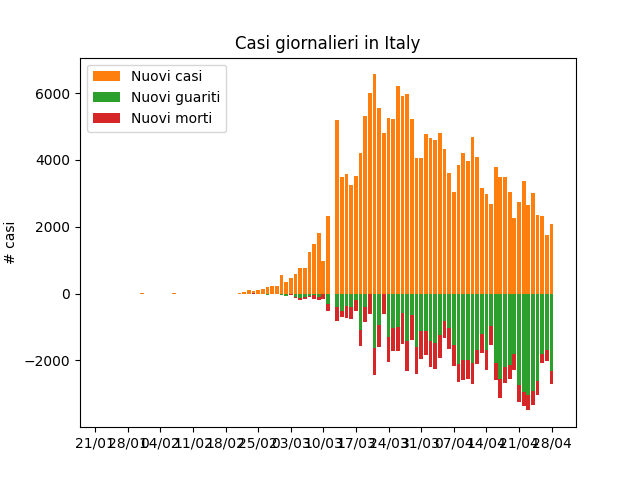 Casi giornalieri in Italy
Nuovi casi
Nuovi guariti
Nuovi morti
# casi
6000
4000
2000
0
−2000
21/01 28/01 04/02 11/02 18/02 25/02 03/03 10/03 17/03 24/03 31/03 07/04 14/04 21/04 28/04